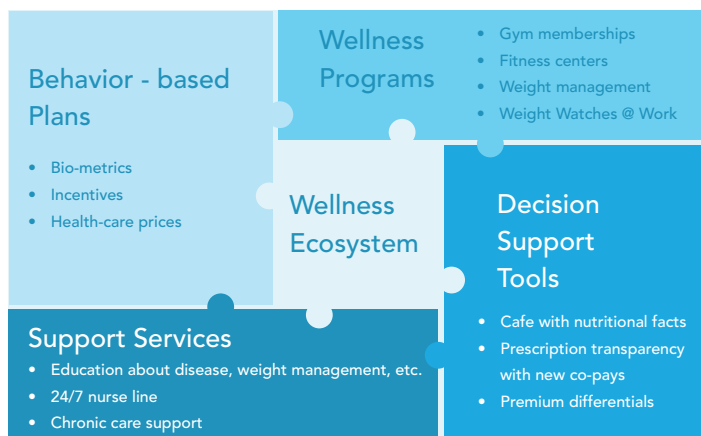 Behavior - based
Plans
• Bio-metrics
• Incentives
• Health-care prices
Wellness
Programs
• Gym memberships
• Fitness centers
• Weight management
• Weight Watches @ Work
Wellness
Ecosystem
Decision
Support
Tools
• Cafe with nutritional facts
• Prescription transparency
with new co-pays
• Premium differentials
Support Services
• Education about disease, weight management, etc.
• 24/7 nurse line
• Chronic care support